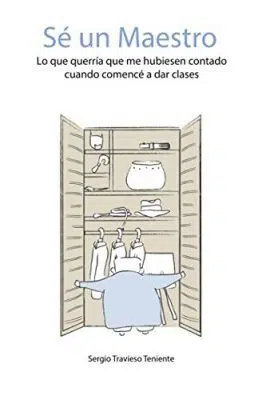 Sé un Maestro
Lo que querría que me hubiesen contado
cuando comencé a dar clases
Sergio Travieso Teniente